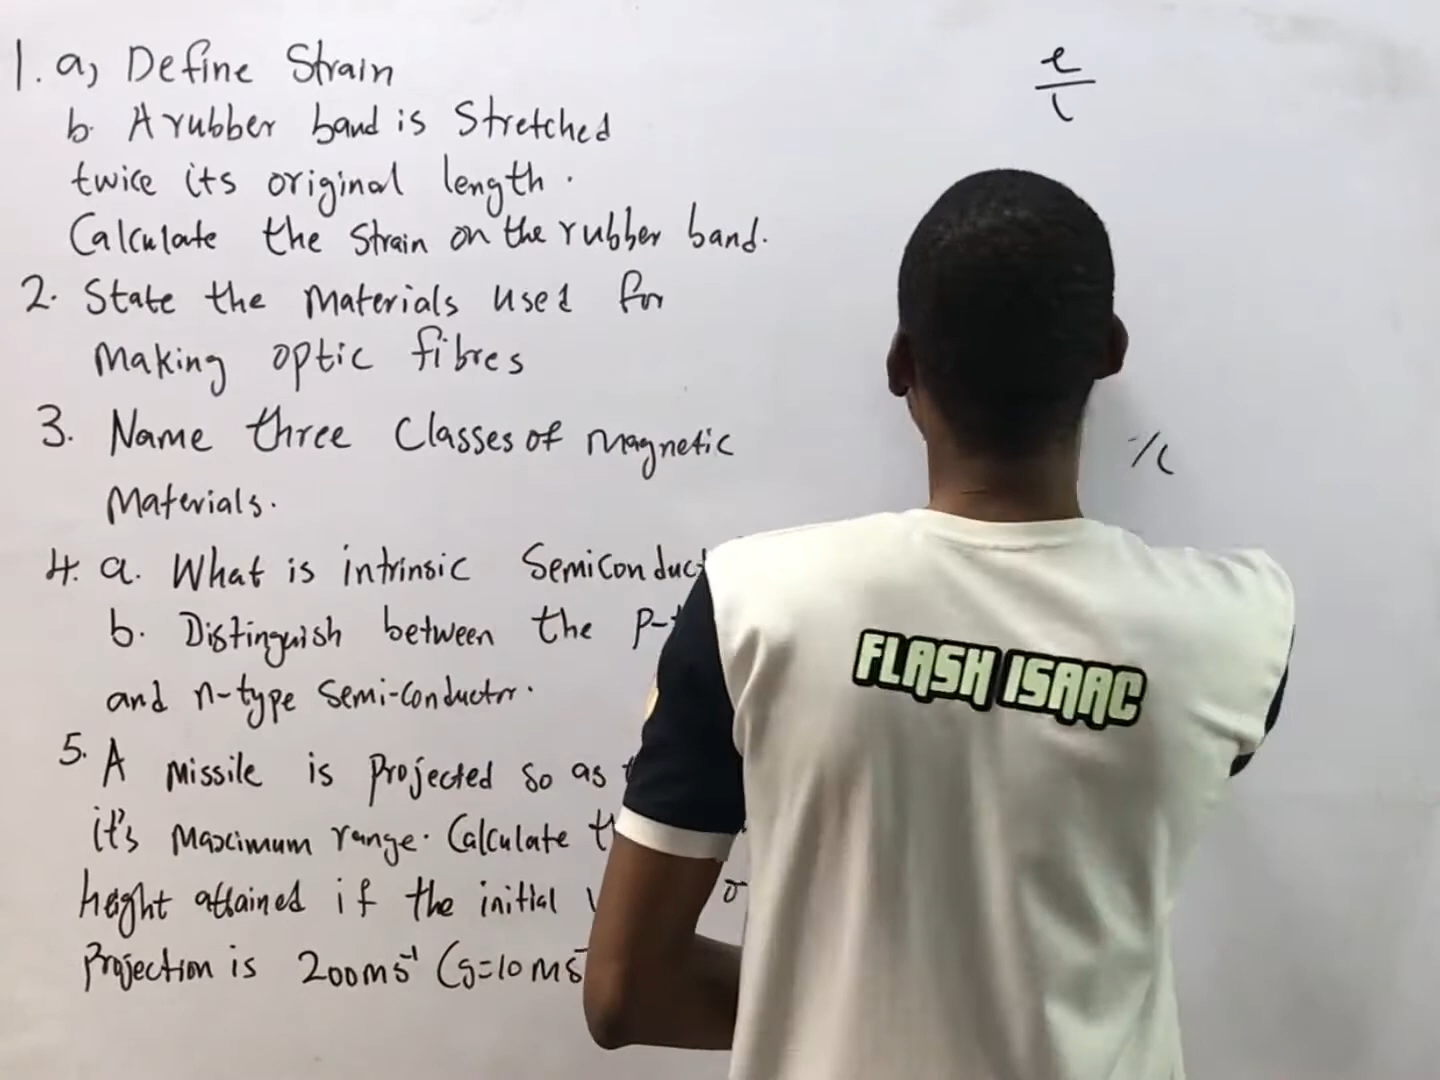 1. a, Define Strain
b. A rubber band is Stretched
twice its original length.
Calculate the Strain on the rubber band.
2. State the Materials used for
Making optic fibres
3. Name three Classes of Magnetic
Materials.
4. a. What is intrinsic
b. Distinguish between the
and n-type Semi-conductor.
5. A Missile is Projected So as
it's Maximum range. Calculate
height attained if the initial
Projection is 200ms⁻¹ (g=10
e
FLASH ISAAC